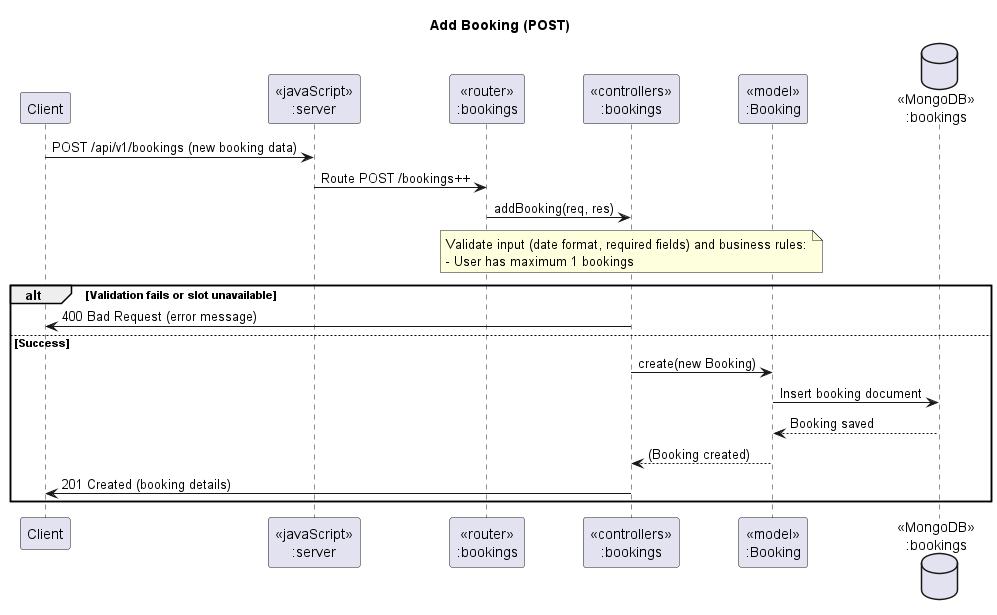 Add Booking (POST)
Client
«javaScript»
:server
«router»
:bookings
«controllers»
:bookings
«model»
:Booking
«MongoDB»
:bookings
POST /api/v1/bookings (new booking data)
Route POST /bookings++
addBooking(req, res)
Validate input (date format, required fields) and business rules:
- User has maximum 1 bookings
alt [Validation fails or slot unavailable]
400 Bad Request (error message)
[Success]
create(new Booking)
Insert booking document
Booking saved
(Booking created)
201 Created (booking details)
Client
«javaScript»
:server
«router»
:bookings
«controllers»
:bookings
«model»
:Booking
«MongoDB»
:bookings